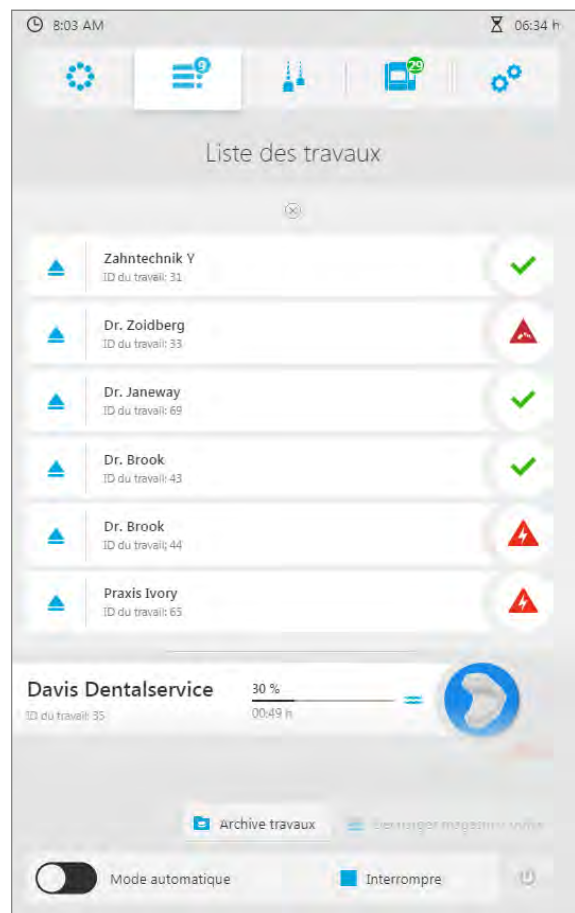 8:03 AM
06:34 h
9
29
Liste des travaux
Zahntechnik Y
ID du travail: 31
Dr. Zoidberg
ID du travail: 33
Dr. Janeway
ID du travail: 69
Dr. Brook
ID du travail: 43
Dr. Brook
ID du travail: 44
Praxis Ivory
ID du travail: 65
Davis Dentalservice
ID du travail: 35
30 %
00:49 h
Archive travaux
Mode automatique
Interrompre